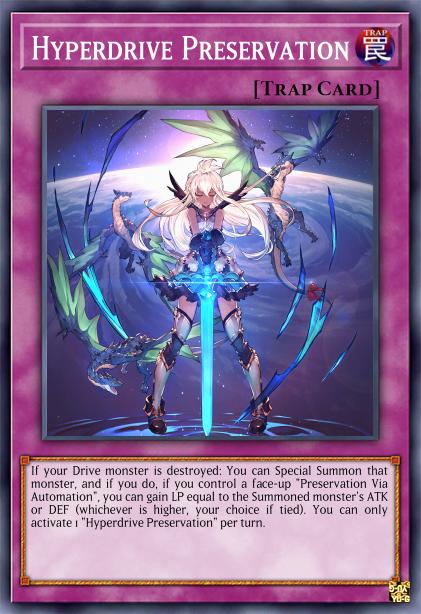 Hyperdrive Preservation
TRAP
罠
[Trap Card]
If your Drive monster is destroyed: You can Special Summon that
monster, and if you do, if you control a face-up "Preservation Via
Automation", you can gain LP equal to the Summoned monster's ATK
or DEF (whichever is higher, your choice if tied). You can only
activate 1 "Hyperdrive Preservation" per turn.